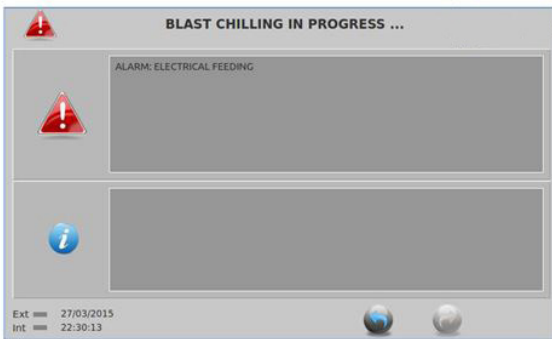 BLAST CHILLING IN PROGRESS ...
ALARM: ELECTRICAL FEEDING
i
Ext 27/03/2015
Int 22:30:13